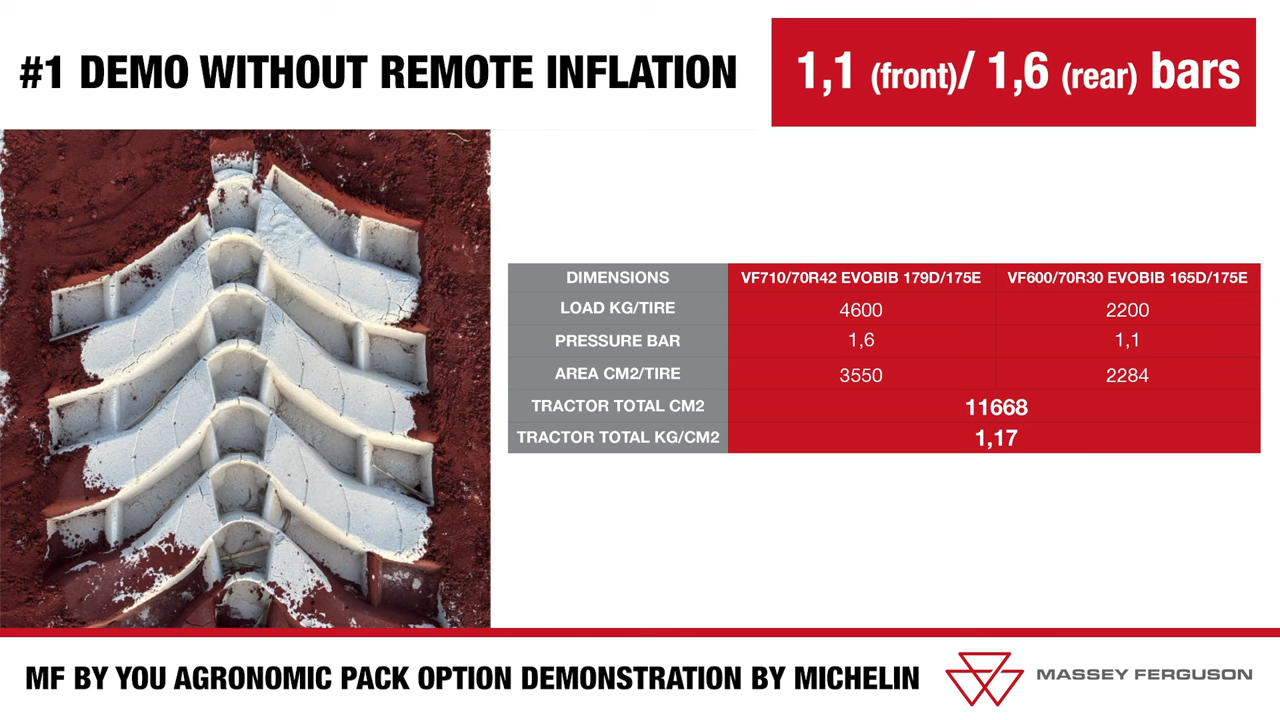 #1 DEMO WITHOUT REMOTE INFLATION
1,1 (front)/ 1,6 (rear) bars
DIMENSIONS VF710/70R42 EVOBIB 179D/175E VF600/70R30 EVOBIB 165D/175E
LOAD KG/TIRE 4600 2200
PRESSURE BAR 1,6 1,1
AREA CM2/TIRE 3550 2284
TRACTOR TOTAL CM2 11668
TRACTOR TOTAL KG/CM2 1,17
MF BY YOU AGRONOMIC PACK OPTION DEMONSTRATION BY MICHELIN
MASSEY FERGUSON